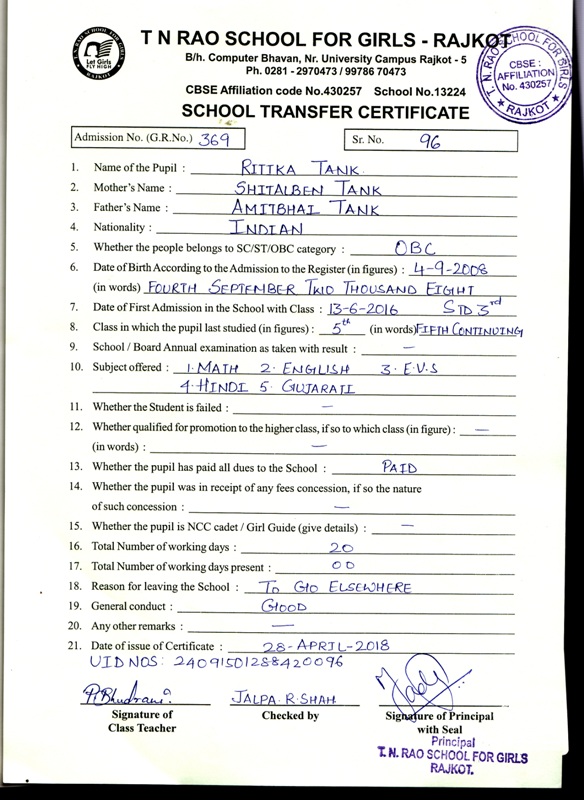 T N RAO SCHOOL FOR GIRLS - RAJKOT
Let Girls
FLY HIGH
RAJKOT
B/h. Computer Bhavan, Nr. University Campus Rajkot - 5
Ph. 0281 - 2970473 / 99786 70473
CBSE Affiliation code No.430257 School No.13224
T. N. RAO SCHOOL FOR GIRLS
CBSE :
AFFILIATION
No. 430257
★ RAJKOT ★
SCHOOL TRANSFER CERTIFICATE
Admission No. (G.R.No.) 369 Sr. No. 96
1. Name of the Pupil : RITIKA TANK
2. Mother's Name : SHITALBEN TANK
3. Father's Name : AMITBHAI TANK
4. Nationality : INDIAN
5. Whether the people belongs to SC/ST/OBC category : OBC
6. Date of Birth According to the Admission to the Register (in figures) : 4-9-2008
(in words) FOURTH SEPTEMBER TWO THOUSAND EIGHT
7. Date of First Admission in the School with Class : 13-6-2016 STD 3rd
8. Class in which the pupil last studied (in figures) : 5th (in words) FIFTH CONTINUING
9. School / Board Annual examination as taken with result : —
10. Subject offered : 1. MATH 2. ENGLISH 3. E.V.S
4. HINDI 5. GUJARATI
11. Whether the Student is failed : —
12. Whether qualified for promotion to the higher class, if so to which class (in figure) : —
(in words) : —
13. Whether the pupil has paid all dues to the School : PAID
14. Whether the pupil was in receipt of any fees concession, if so the nature
of such concession : —
15. Whether the pupil is NCC cadet / Girl Guide (give details) : —
16. Total Number of working days : 20
17. Total Number of working days present : 00
18. Reason for leaving the School : TO GO ELSEWHERE
19. General conduct : GOOD
20. Any other remarks : —
21. Date of issue of Certificate : 28-APRIL-2018
UID NOS: 24091501288420096
JALPA.R.SHAH
Signature of Checked by Signature of Principal
Class Teacher with Seal
Principal
T. N. RAO SCHOOL FOR GIRLS
RAJKOT.